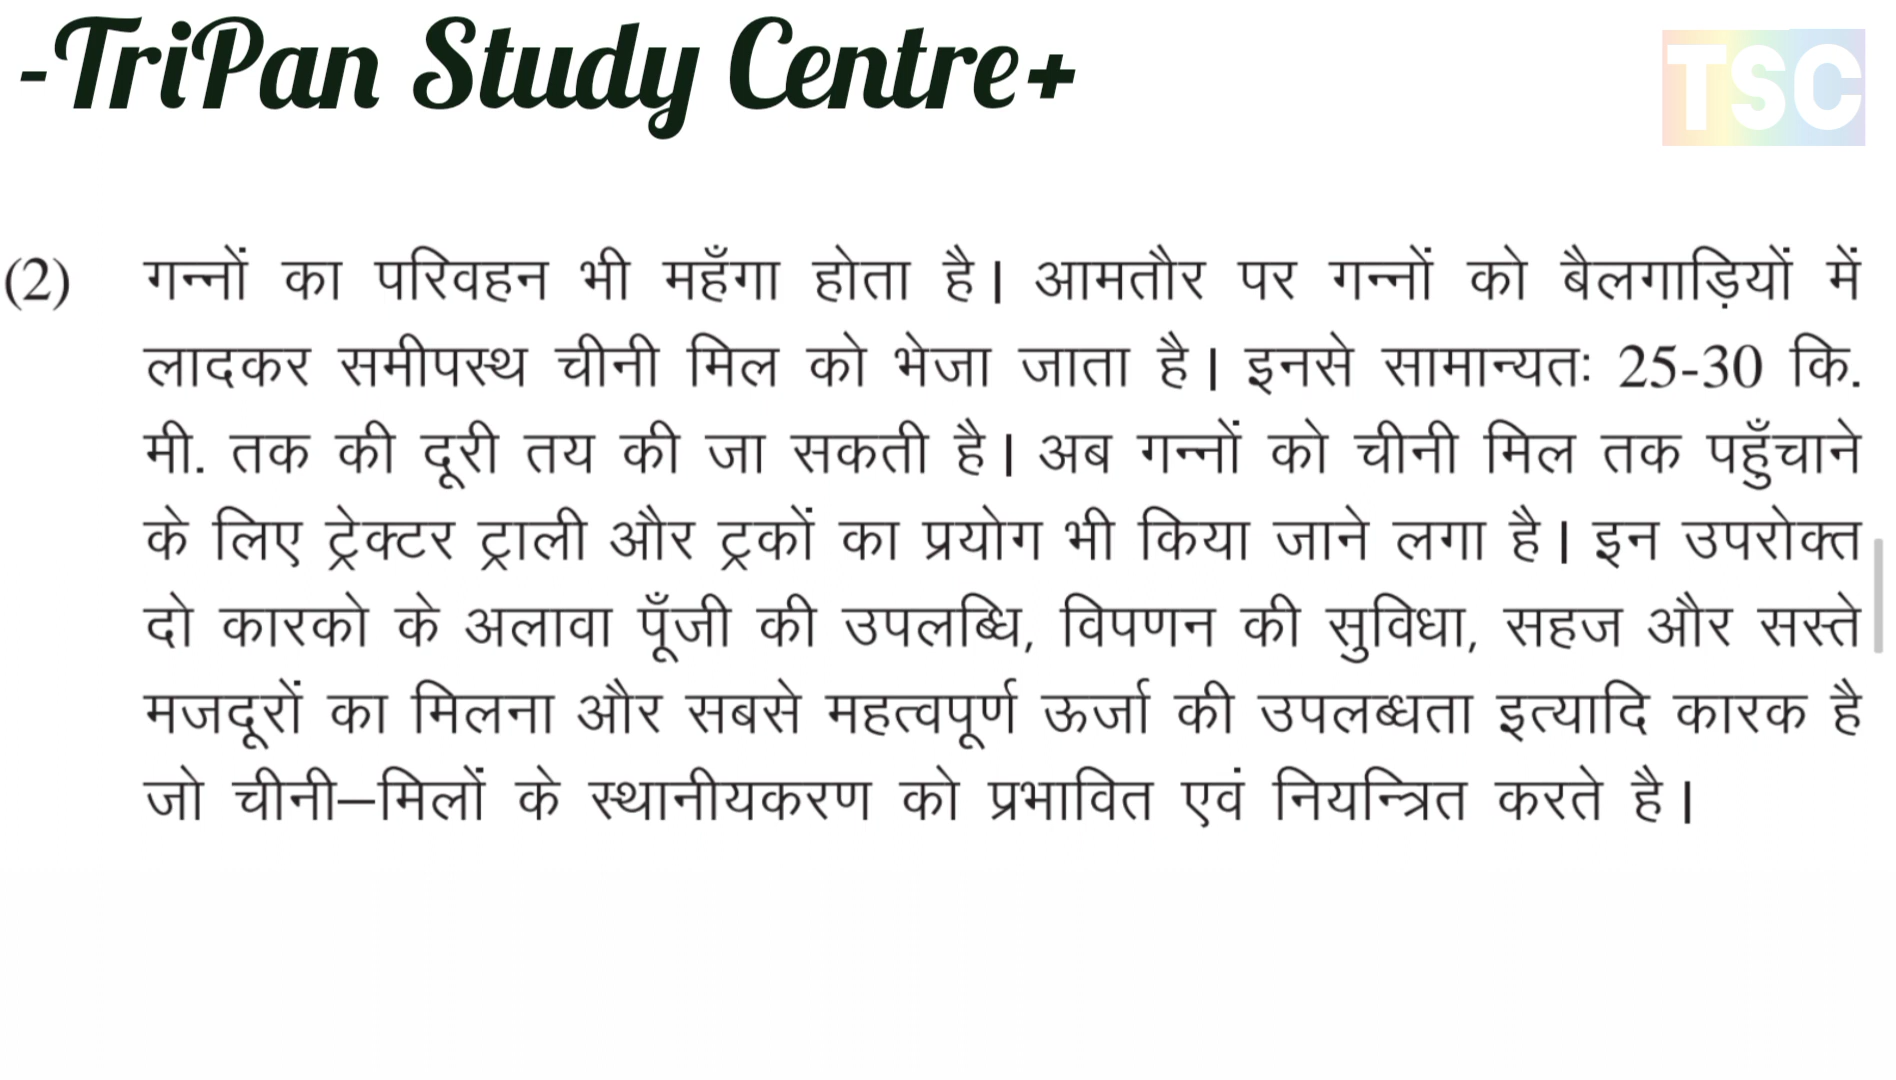 -TriPan Study Centre+
TSC
(2) गन्नों का परिवहन भी महँगा होता है। आमतौर पर गन्नों को बैलगाड़ियों में
लादकर समीपस्थ चीनी मिल को भेजा जाता है। इनसे सामान्यतः 25-30 कि.
मी. तक की दूरी तय की जा सकती है। अब गन्नों को चीनी मिल तक पहुँचाने
के लिए ट्रेक्टर ट्राली और ट्रकों का प्रयोग भी किया जाने लगा है। इन उपरोक्त
दो कारको के अलावा पूँजी की उपलब्धि, विपणन की सुविधा, सहज और सस्ते
मजदूरों का मिलना और सबसे महत्वपूर्ण ऊर्जा की उपलब्धता इत्यादि कारक है
जो चीनी–मिलों के स्थानीयकरण को प्रभावित एवं नियन्त्रित करते है।